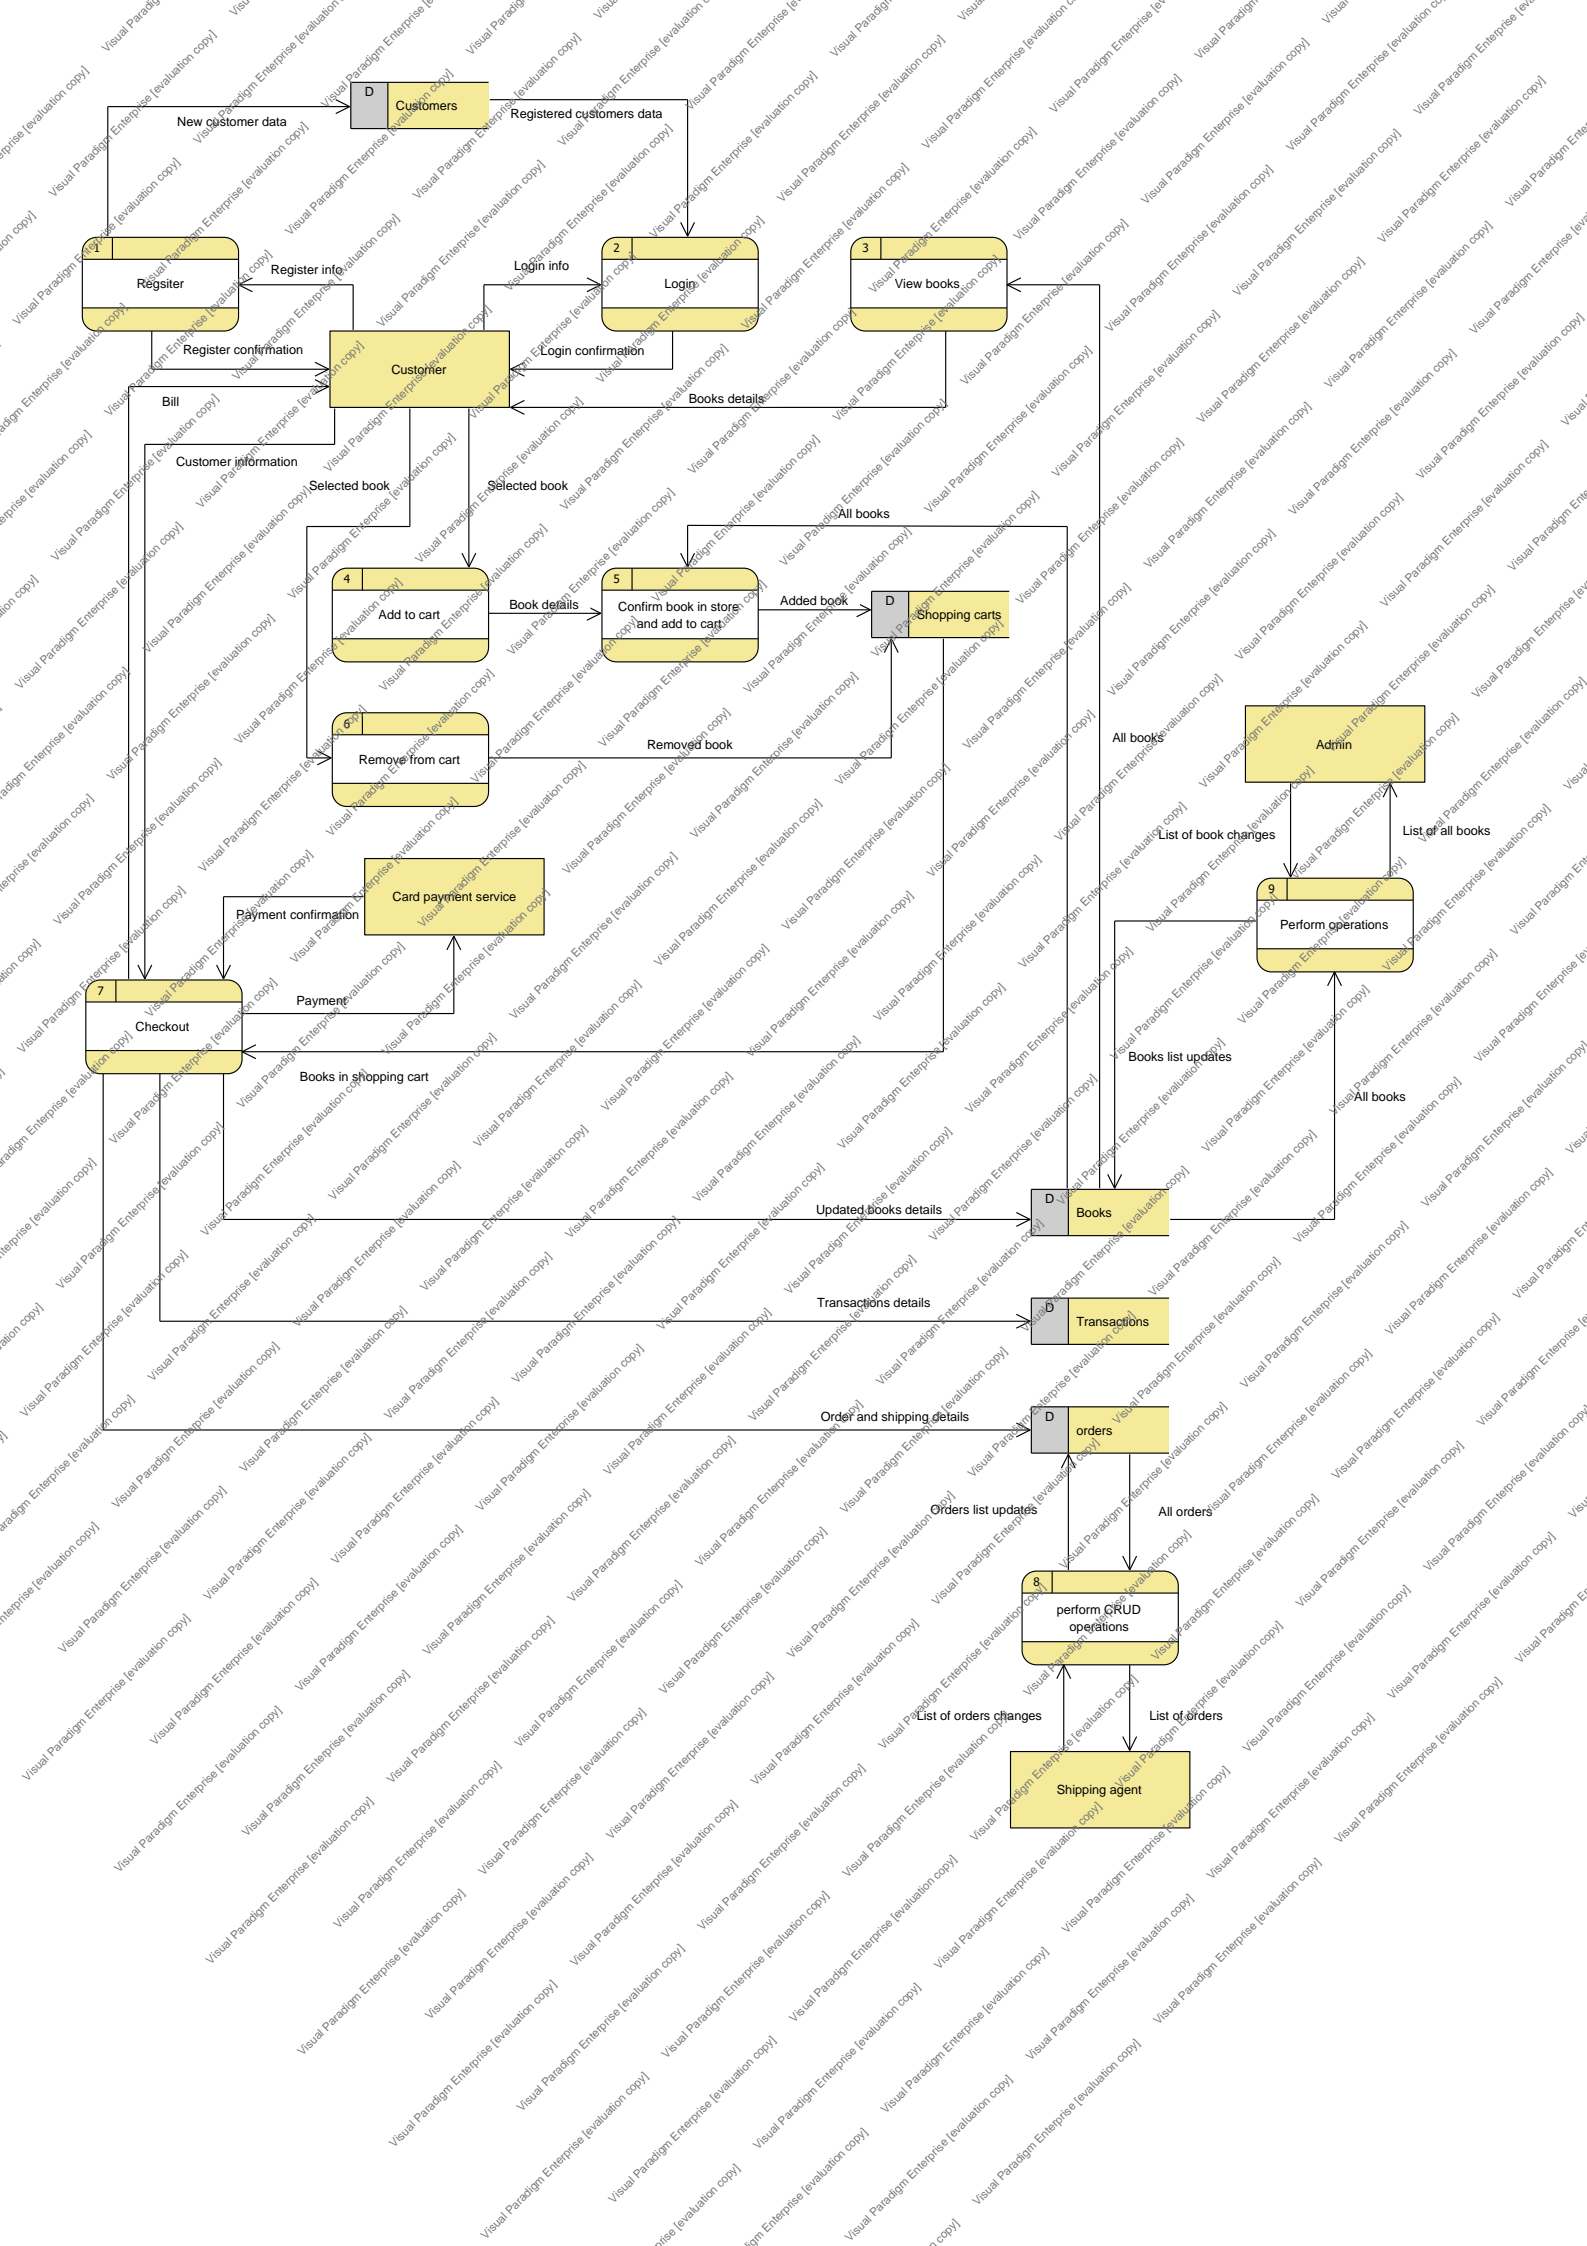 D
Customers
New customer data
Registered customers data
1
Regsiter
2
Login
3
View books
Register info
Login info
Register confirmation
Customer
Login confirmation
Bill
Books details
Customer information
Selected book
Selected book
All books
4
Add to cart
Book details
5
Confirm book in store
and add to cart
Added book
D
Shopping carts
6
Remove from cart
Removed book
All books
Admin
List of book changes
List of all books
Card payment service
Payment confirmation
9
Perform operations
7
Checkout
Payment
Books in shopping cart
Books list updates
All books
Updated books details
D
Books
Transactions details
D
Transactions
Order and shipping details
D
orders
Orders list updates
All orders
8
perform CRUD
operations
List of orders changes
List of orders
Shipping agent
Visual Paradigm Enterprise [evaluation copy]